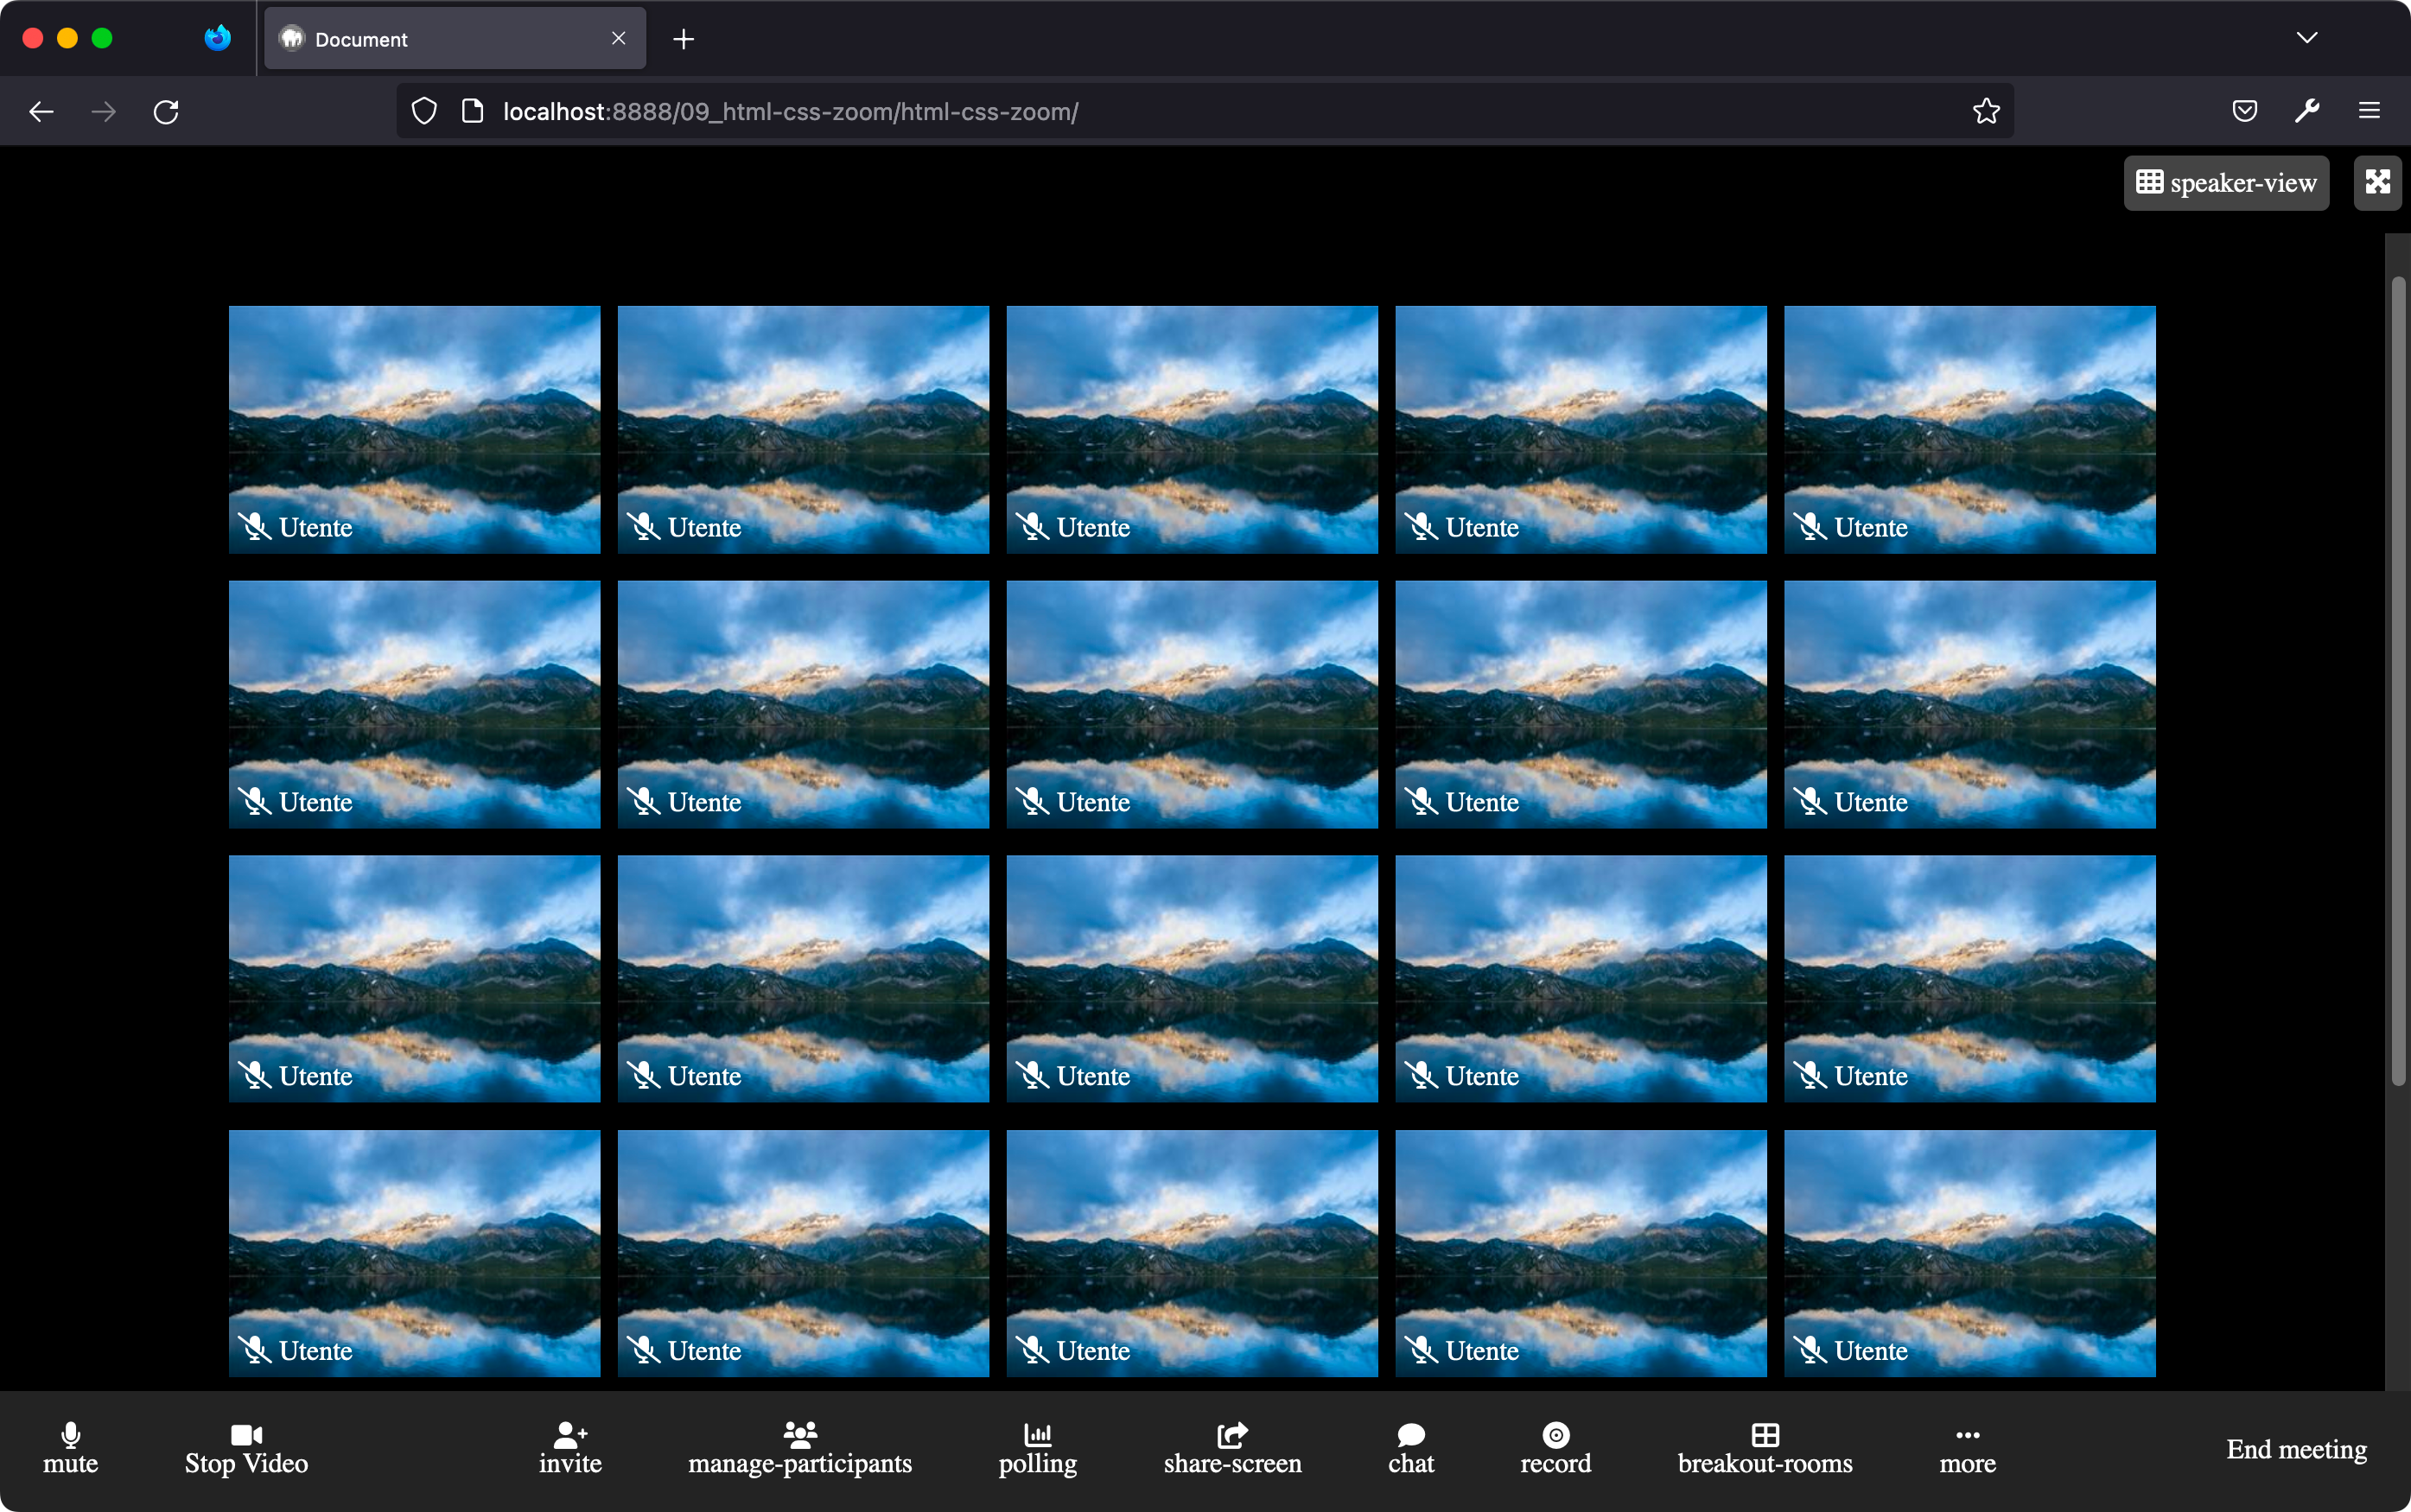 Document
localhost:8888/09_html-css-zoom/html-css-zoom/
speaker-view
Utente Utente Utente Utente Utente
Utente Utente Utente Utente Utente
Utente Utente Utente Utente Utente
Utente Utente Utente Utente Utente
mute Stop Video invite manage-participants polling share-screen chat record breakout-rooms more End meeting